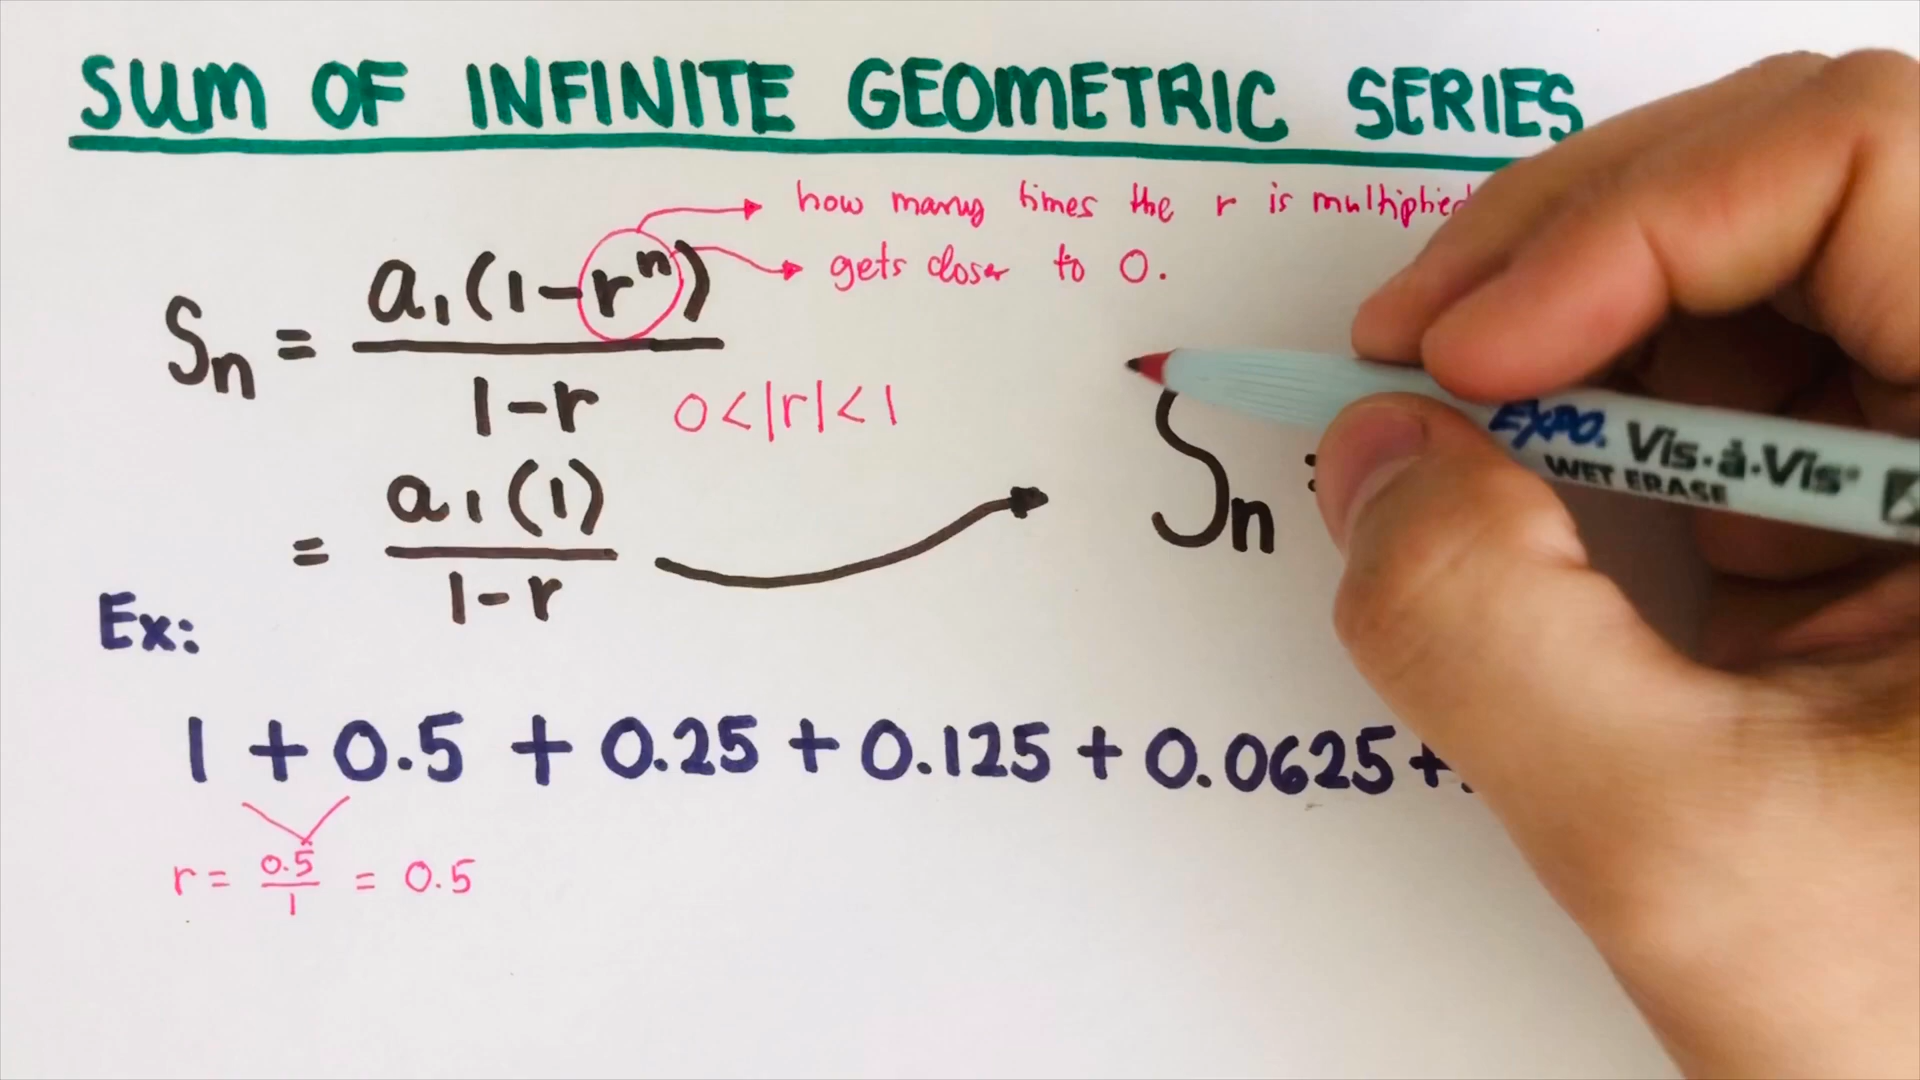 SUM OF INFINITE GEOMETRIC SERIES
how many times the r is multiplied
gets closer to 0.
Sn = a₁(1-rⁿ)
1-r
0<|r|<1
= a₁(1)
1-r
Sn =
EXPO. Vis·à·Vis®
WET ERASE
Ex:
1 + 0.5 + 0.25 + 0.125 + 0.0625 +
r = 0.5/1 = 0.5